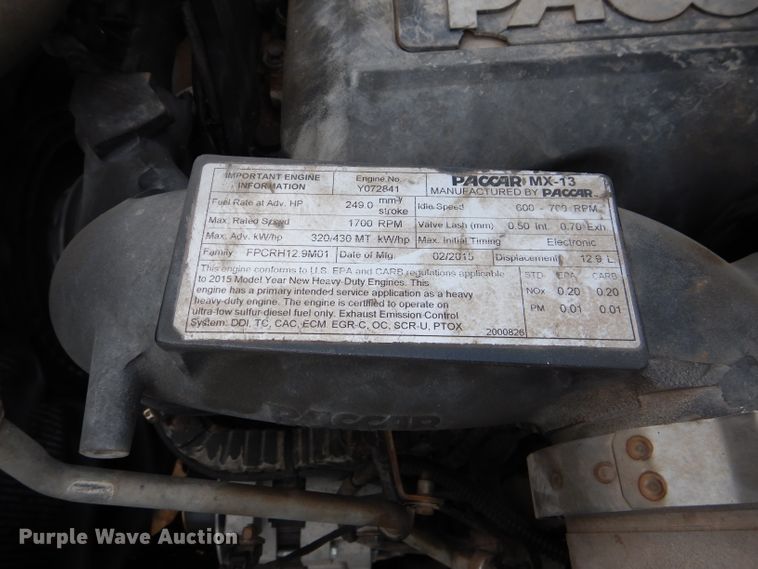 PACCAR
IMPORTANT ENGINE INFORMATION
Engine No. Y072841
PACCAR MX-13
MANUFACTURED BY PACCAR
Fuel Rate at Adv. HP 249.0 mm³/stroke
Idle Speed 600 - 700 RPM
Max. Rated Speed 1700 RPM
Valve Lash (mm) 0.50 Int. 0.70 Exh
Max. Adv. kW/hp 320/430 MT kW/hp
Max. Initial Timing Electronic
Family FPCRH12.9M01
Date of Mfg. 02/2015
Displacement 12.9 L
This engine conforms to U.S. EPA and CARB regulations applicable
to 2015 Model Year New Heavy-Duty Engines. This
engine has a primary intended service application as a heavy
heavy-duty engine. The engine is certified to operate on
ultra-low sulfur diesel fuel only. Exhaust Emission Control
System: DDI, TC, CAC, ECM, EGR-C, OC, SCR-U, PTOX
2000826
STD. EPA CARB
NOx 0.20 0.20
PM 0.01 0.01
PACCAR
Purple Wave Auction